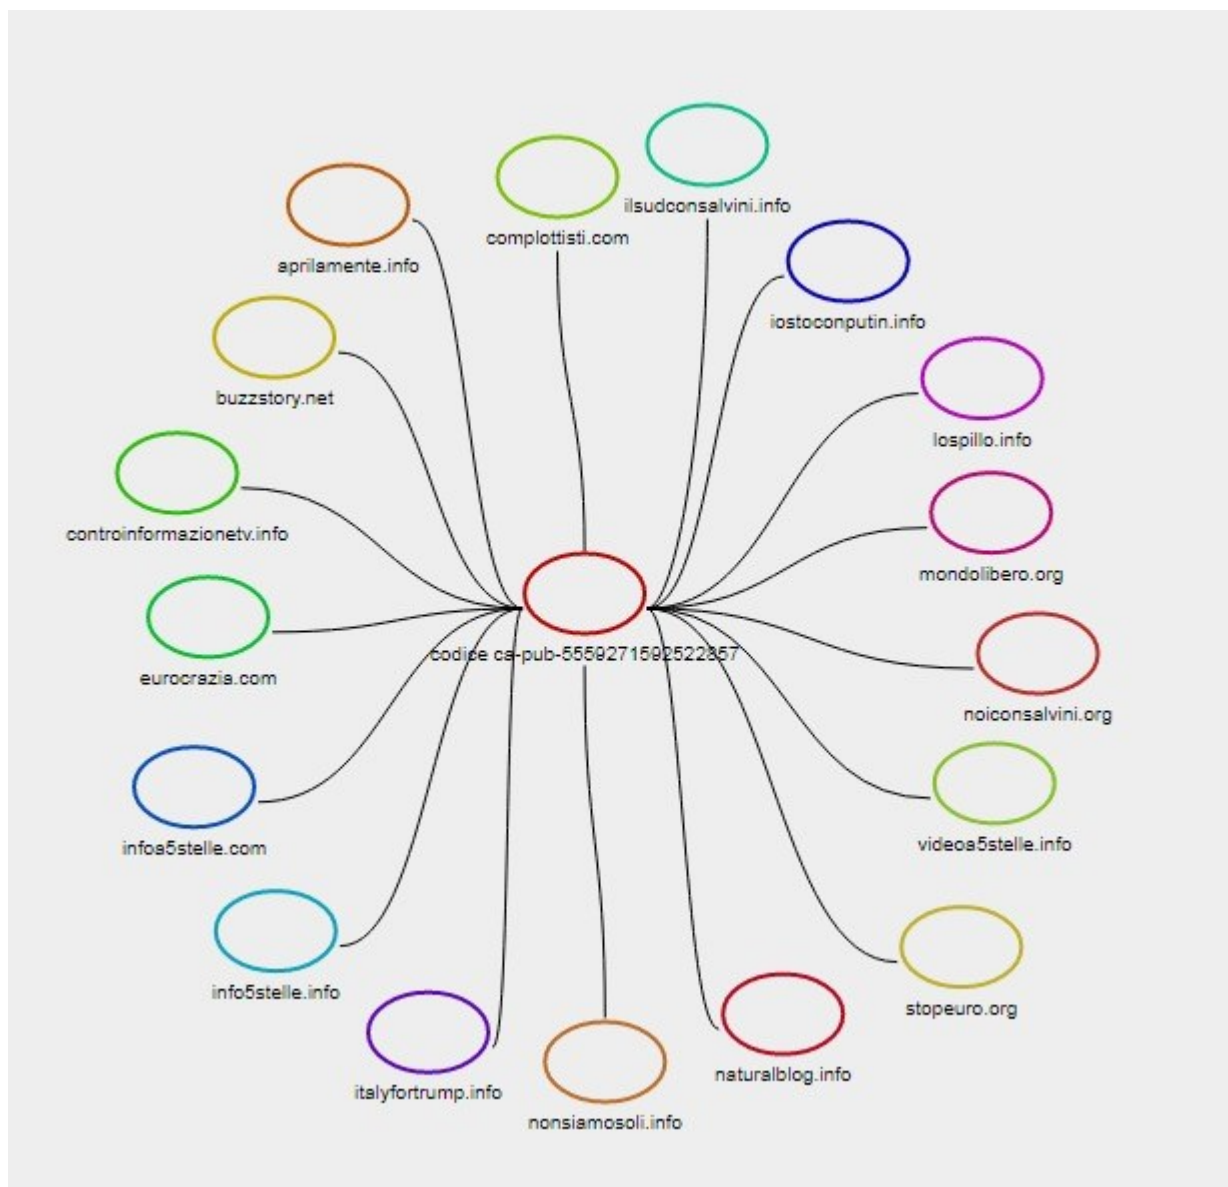 ilsudconsalvini.info
complottisti.com
aprilamente.info
iostoconputin.info
buzzstory.net
lospillo.info
controinformazionetv.info
mondolibero.org
codice ca-pub-5559271592522857
eurocrazia.com
noiconsalvini.org
infoa5stelle.com
videoa5stelle.info
info5stelle.info
stopeuro.org
italyfortrump.info
naturalblog.info
nonsiamosoli.info